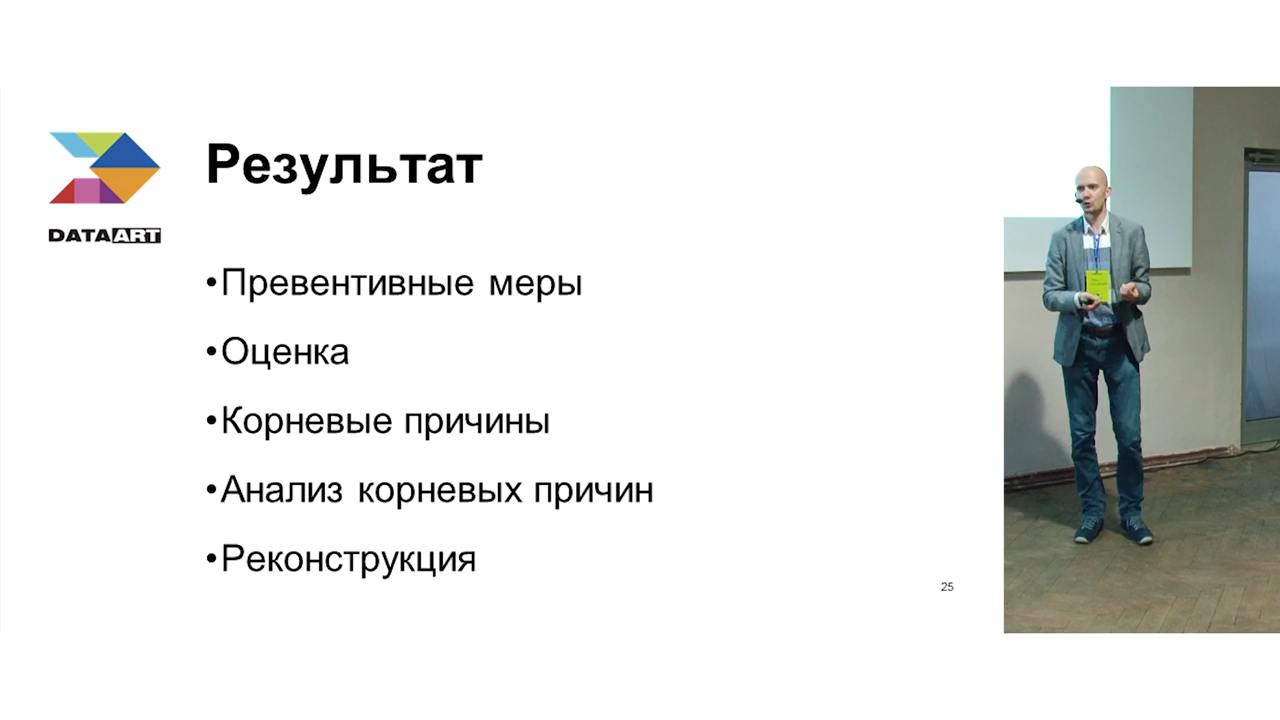 Результат
DATAART
•Превентивные меры
•Оценка
•Корневые причины
•Анализ корневых причин
•Реконструкция
25